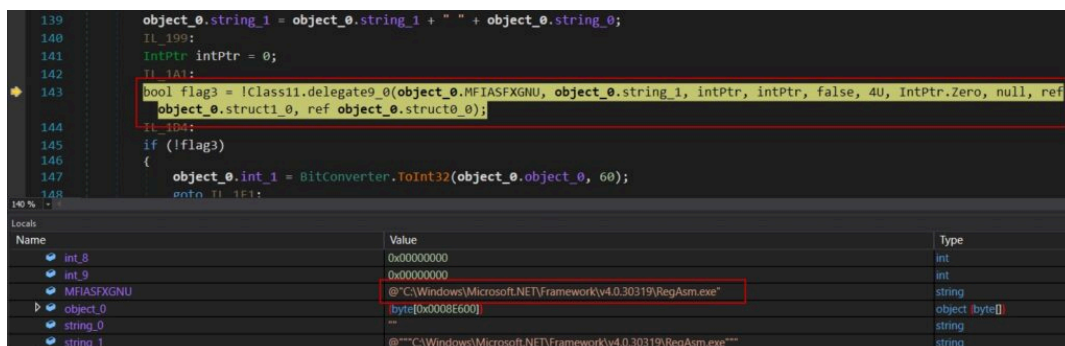 139 object_0.string_1 = object_0.string_1 + " " + object_0.string_0;
140 IL_199:
141 IntPtr intPtr = 0;
142 IL_1A1:
143 bool flag3 = !Class11.delegate9_0(object_0.MFIASFXGNU, object_0.string_1, intPtr, intPtr, false, 4U, IntPtr.Zero, null, ref
object_0.struct1_0, ref object_0.struct0_0);
144 IL_1D4:
145 if (!flag3)
146 {
147 object_0.int_1 = BitConverter.ToInt32(object_0.object_0, 60);
148 goto IL_1E1;
140 %
Locals
Name Value Type
int_8 0x00000000 int
int_9 0x00000000 int
MFIASFXGNU @"C:\Windows\Microsoft.NET\Framework\v4.0.30319\RegAsm.exe" string
object_0 {byte[0x0008E600]} object {byte[]}
string_0 "" string
string_1 @"""C:\Windows\Microsoft.NET\Framework\v4.0.30319\RegAsm.exe""" string